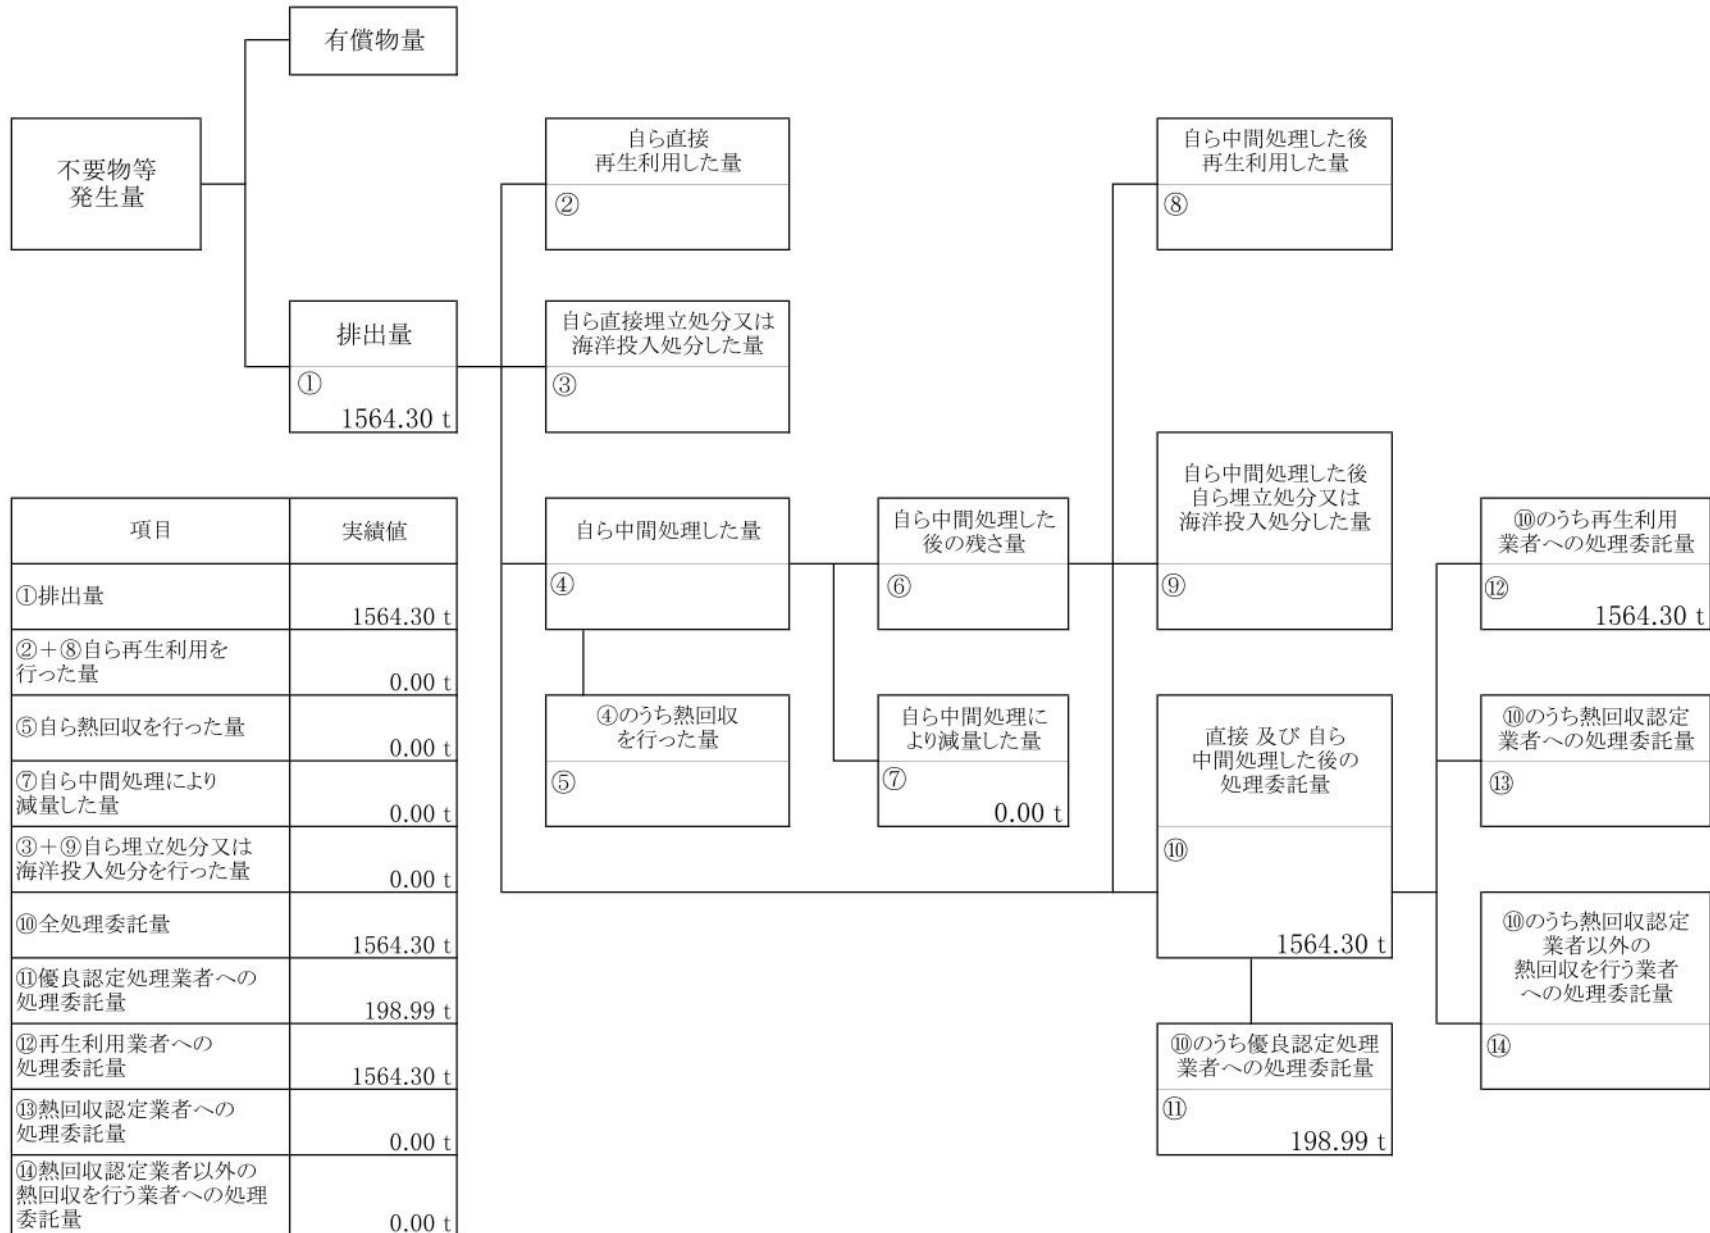 有償物量
不要物等
発生量
自ら直接
再生利用した量
②
自ら中間処理した後
再生利用した量
⑧
排出量
①
1564.30 t
自ら直接埋立処分又は
海洋投入処分した量
③
自ら中間処理した量
④
自ら中間処理した
後の残さ量
⑥
自ら中間処理した後
自ら埋立処分又は
海洋投入処分した量
⑨
⑩のうち再生利用
業者への処理委託量
⑫
1564.30 t
④のうち熱回収
を行った量
⑤
自ら中間処理に
より減量した量
⑦
0.00 t
直接 及び 自ら
中間処理した後の
処理委託量
⑩
1564.30 t
⑩のうち熱回収認定
業者への処理委託量
⑬
⑩のうち熱回収認定
業者以外の
熱回収を行う業者
への処理委託量
⑭
⑩のうち優良認定処理
業者への処理委託量
⑪
198.99 t
項目 実績値
①排出量
1564.30 t
②＋⑧自ら再生利用を
行った量
0.00 t
⑤自ら熱回収を行った量
0.00 t
⑦自ら中間処理により
減量した量
0.00 t
③＋⑨自ら埋立処分又は
海洋投入処分を行った量
0.00 t
⑩全処理委託量
1564.30 t
⑪優良認定処理業者への
処理委託量
198.99 t
⑫再生利用業者への
処理委託量
1564.30 t
⑬熱回収認定業者への
処理委託量
0.00 t
⑭熱回収認定業者以外の
熱回収を行う業者への処理
委託量
0.00 t